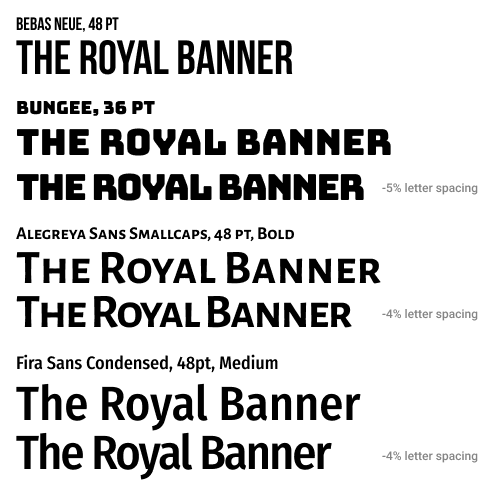 BEBAS NEUE, 48 PT
THE ROYAL BANNER
BUNGEE, 36 PT
THE ROYAL BANNER
THE ROYAL BANNER -5% letter spacing
Alegreya Sans Smallcaps, 48 pt, Bold
The Royal Banner
The Royal Banner -4% letter spacing
Fira Sans Condensed, 48pt, Medium
The Royal Banner
The Royal Banner -4% letter spacing